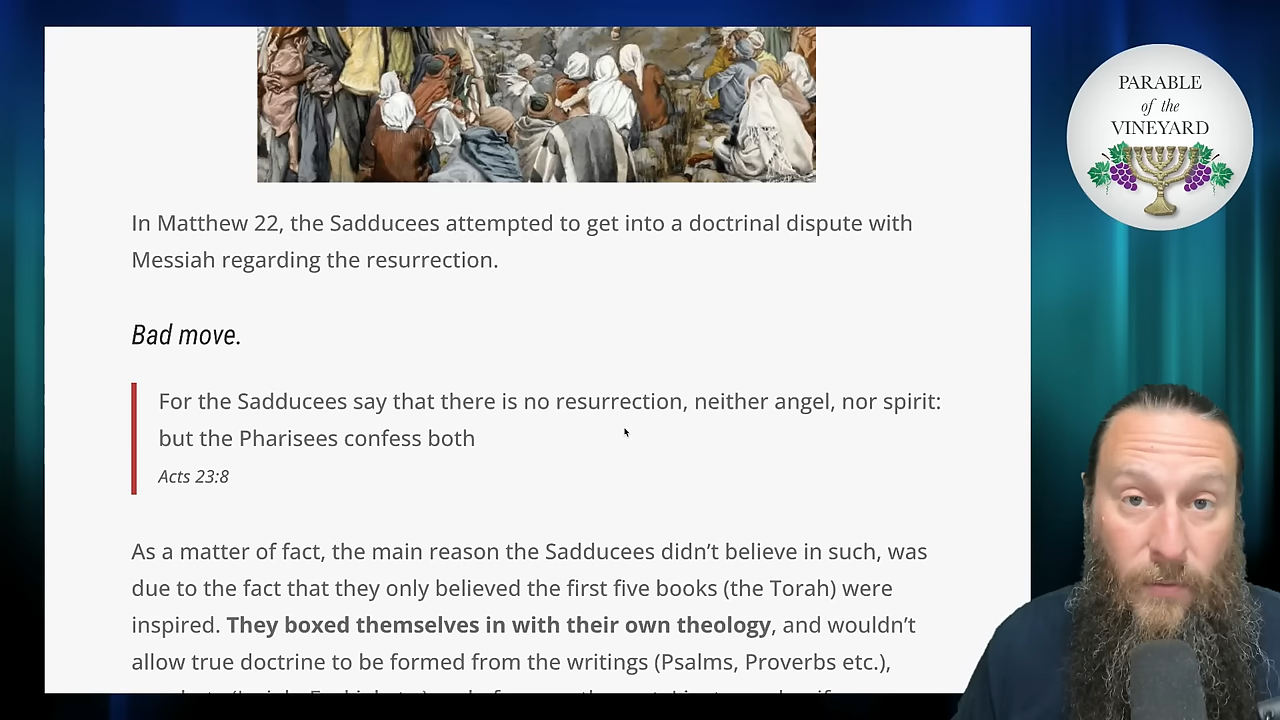 PARABLE
of the
VINEYARD
In Matthew 22, the Sadducees attempted to get into a doctrinal dispute with
Messiah regarding the resurrection.
Bad move.
For the Sadducees say that there is no resurrection, neither angel, nor spirit:
but the Pharisees confess both
Acts 23:8
As a matter of fact, the main reason the Sadducees didn’t believe in such, was
due to the fact that they only believed the first five books (the Torah) were
inspired. They boxed themselves in with their own theology, and wouldn’t
allow true doctrine to be formed from the writings (Psalms, Proverbs etc.),